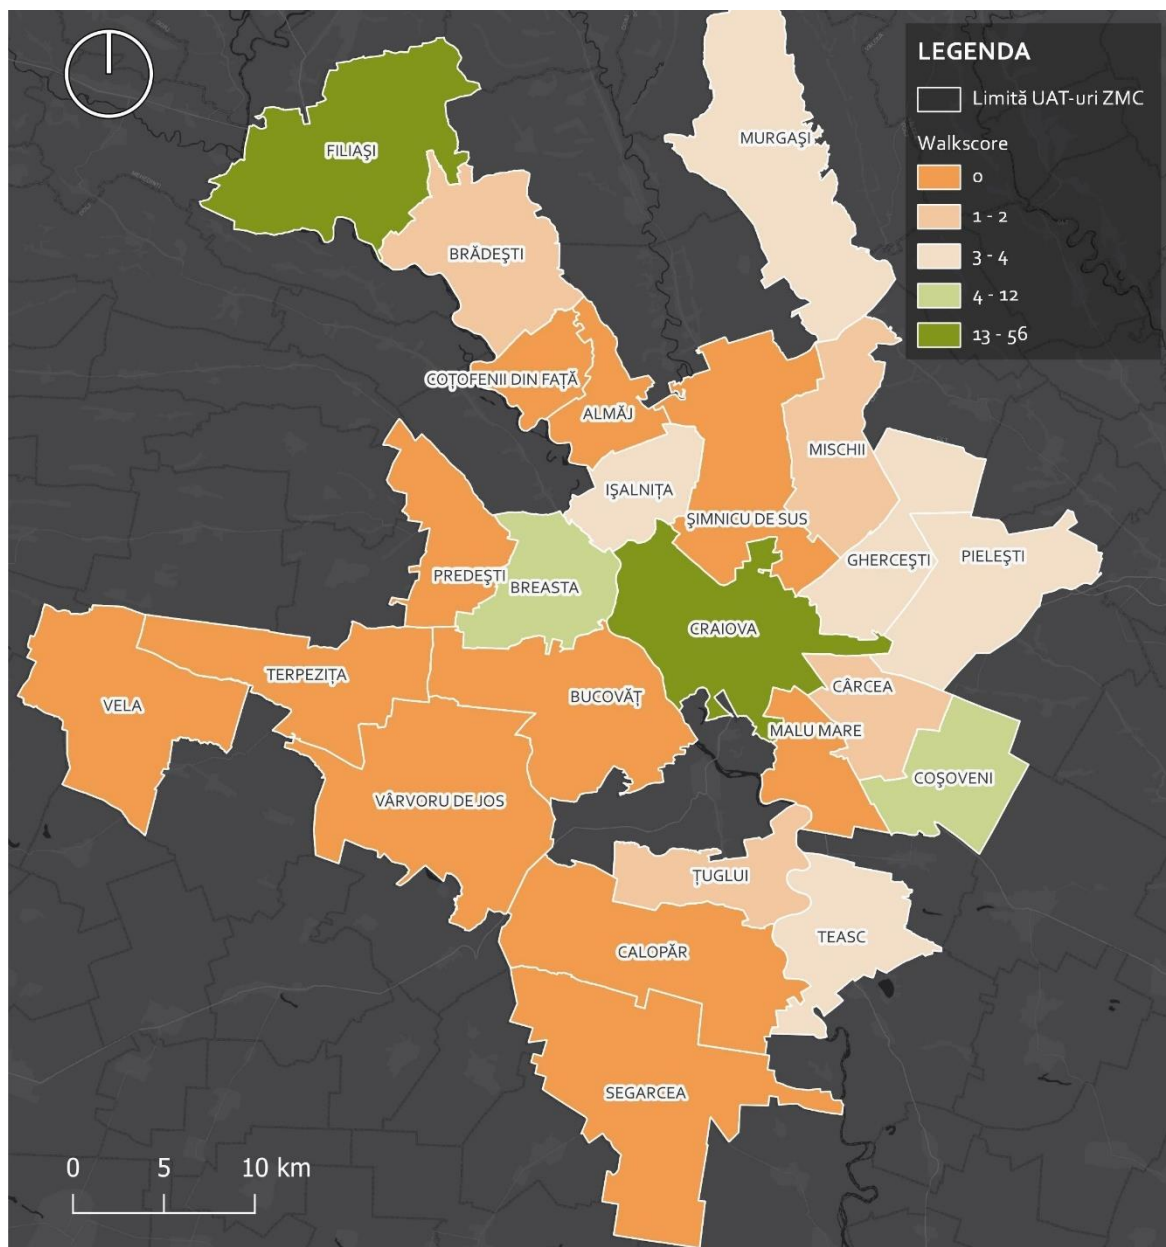 LEGENDA
Limită UAT-uri ZMC
Walkscore
0
1 - 2
3 - 4
4 - 12
13 - 56
MURGAŞI
FILIAŞI
BRĂDEŞTI
COŢOFENII DIN FAŢĂ
ALMĂJ
MISCHII
IŞALNIŢA
ŞIMNICU DE SUS
GHERCEŞTI
PIELEŞTI
PREDEŞTI
BREASTA
CRAIOVA
TERPEZIŢA
CÂRCEA
BUCOVĂŢ
VELA
MALU MARE
COŞOVENI
VÂRVORU DE JOS
ŢUGLUI
TEASC
CALOPĂR
SEGARCEA
0 5 10 km